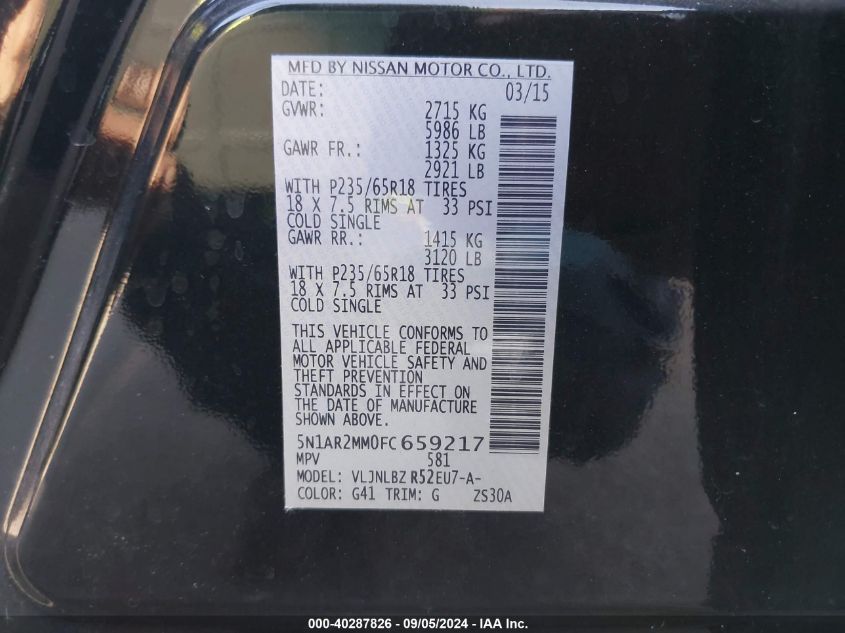 MFD BY NISSAN MOTOR CO., LTD.
DATE: 03/15
GVWR: 2715 KG
5986 LB
GAWR FR.: 1325 KG
2921 LB
WITH P235/65R18 TIRES
18 X 7.5 RIMS AT 33 PSI
COLD SINGLE
GAWR RR.: 1415 KG
3120 LB
WITH P235/65R18 TIRES
18 X 7.5 RIMS AT 33 PSI
COLD SINGLE
THIS VEHICLE CONFORMS TO
ALL APPLICABLE FEDERAL
MOTOR VEHICLE SAFETY AND
THEFT PREVENTION
STANDARDS IN EFFECT ON
THE DATE OF MANUFACTURE
SHOWN ABOVE.
5N1AR2MM0FC659217
MPV 581
MODEL: VLJNLBZ R52EU7-A-
COLOR: G41 TRIM: G ZS30A
000-40287826 - 09/05/2024 - IAA Inc.